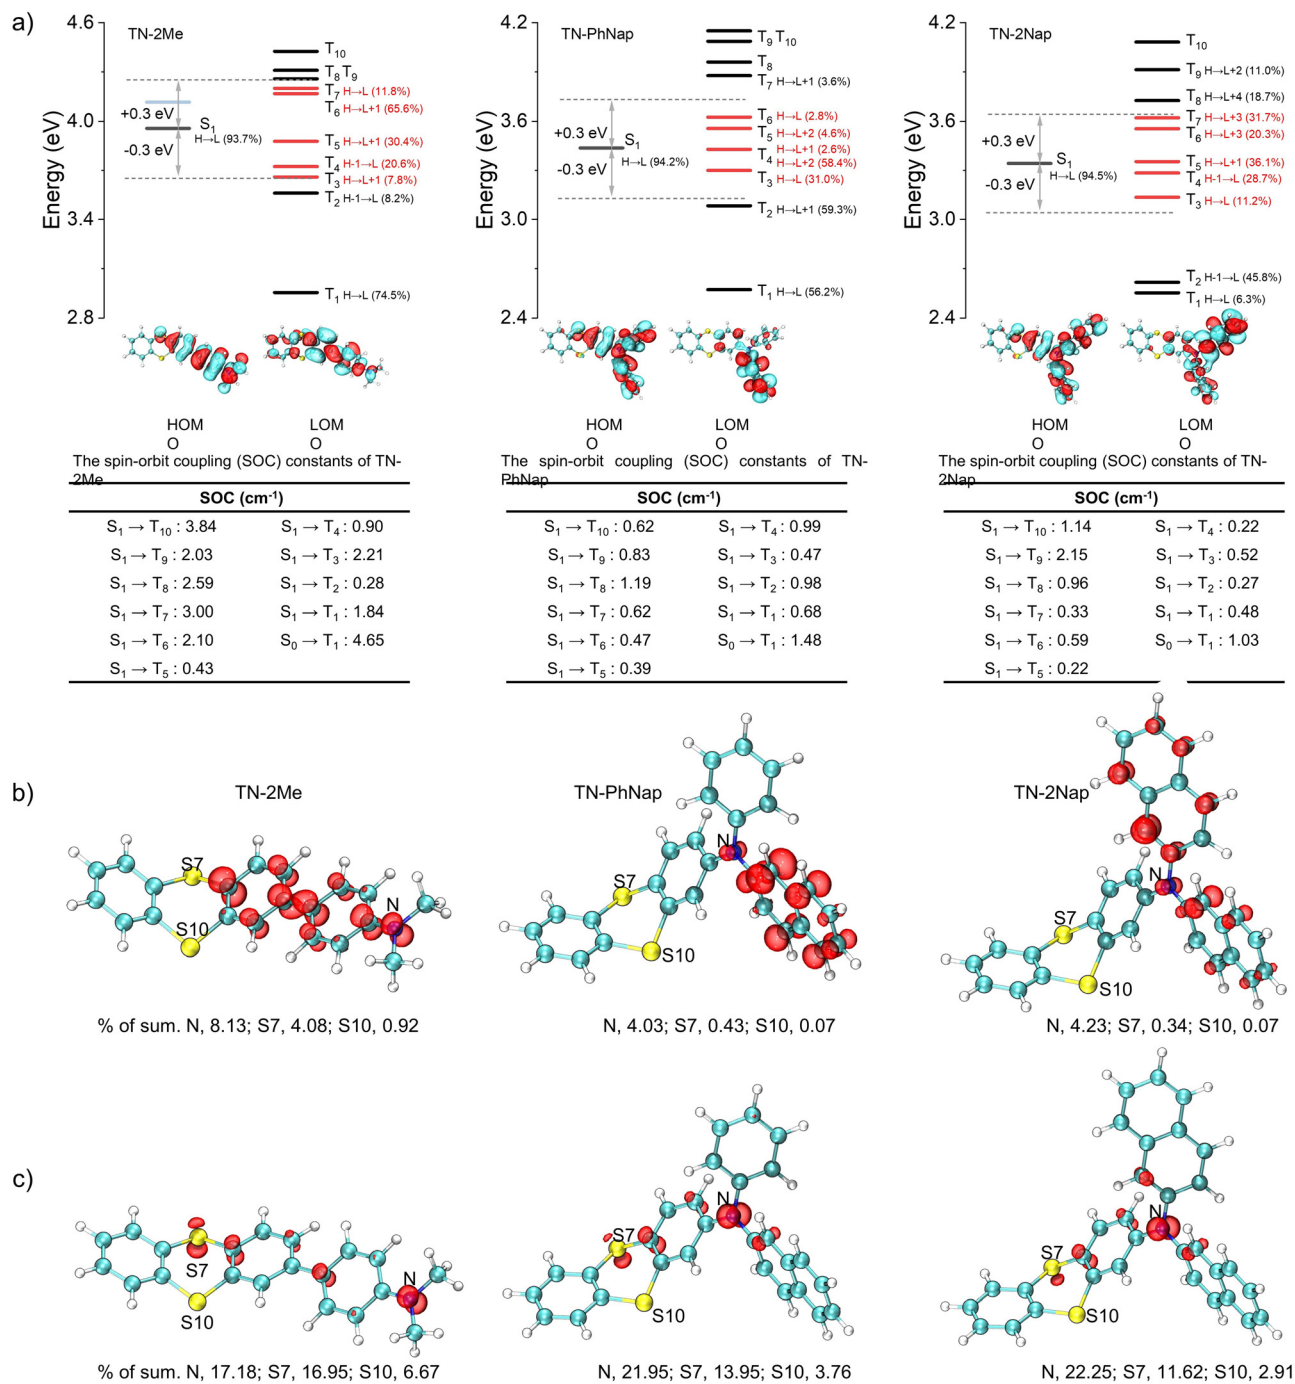 a)
TN-2Me
Energy (eV)
4.6
4.0
3.4
2.8
+0.3 eV
-0.3 eV
S1
H→L (93.7%)
T10
T8 T9
T7 H→L (11.8%)
T6 H→L+1 (65.6%)
T5 H→L+1 (30.4%)
T4 H-1→L (20.6%)
T3 H→L+1 (7.8%)
T2 H-1→L (8.2%)
T1 H→L (74.5%)
HOM
O
LOM
O
TN-PhNap
Energy (eV)
4.2
3.6
3.0
2.4
+0.3 eV
-0.3 eV
S1
H→L (94.2%)
T9 T10
T8
T7 H→L+1 (3.6%)
T6 H→L (2.8%)
T5 H→L+2 (4.6%)
H→L+1 (2.6%)
T4 H→L+2 (58.4%)
T3 H→L (31.0%)
T2 H→L+1 (59.3%)
T1 H→L (56.2%)
HOM
O
LOM
O
TN-2Nap
Energy (eV)
4.2
3.6
3.0
2.4
+0.3 eV
-0.3 eV
S1
H→L (94.5%)
T10
T9 H→L+2 (11.0%)
T8 H→L+4 (18.7%)
T7 H→L+3 (31.7%)
T6 H→L+3 (20.3%)
T5 H→L+1 (36.1%)
T4 H-1→L (28.7%)
T3 H→L (11.2%)
T2 H-1→L (45.8%)
T1 H→L (6.3%)
HOM
O
LOM
O
The spin-orbit coupling (SOC) constants of TN-
2Me
SOC (cm-1)
S1 → T10 : 3.84 S1 → T4 : 0.90
S1 → T9 : 2.03 S1 → T3 : 2.21
S1 → T8 : 2.59 S1 → T2 : 0.28
S1 → T7 : 3.00 S1 → T1 : 1.84
S1 → T6 : 2.10 S0 → T1 : 4.65
S1 → T5 : 0.43
The spin-orbit coupling (SOC) constants of TN-
PhNap
SOC (cm-1)
S1 → T10 : 0.62 S1 → T4 : 0.99
S1 → T9 : 0.83 S1 → T3 : 0.47
S1 → T8 : 1.19 S1 → T2 : 0.98
S1 → T7 : 0.62 S1 → T1 : 0.68
S1 → T6 : 0.47 S0 → T1 : 1.48
S1 → T5 : 0.39
The spin-orbit coupling (SOC) constants of TN-
2Nap
SOC (cm-1)
S1 → T10 : 1.14 S1 → T4 : 0.22
S1 → T9 : 2.15 S1 → T3 : 0.52
S1 → T8 : 0.96 S1 → T2 : 0.27
S1 → T7 : 0.33 S1 → T1 : 0.48
S1 → T6 : 0.59 S0 → T1 : 1.03
S1 → T5 : 0.22
b)
TN-2Me
S7
S10
N
% of sum. N, 8.13; S7, 4.08; S10, 0.92
TN-PhNap
N
S7
S10
N, 4.03; S7, 0.43; S10, 0.07
TN-2Nap
N
S7
S10
N, 4.23; S7, 0.34; S10, 0.07
c)
S7
S10
N
% of sum. N, 17.18; S7, 16.95; S10, 6.67
N
S7
S10
N, 21.95; S7, 13.95; S10, 3.76
N
S7
S10
N, 22.25; S7, 11.62; S10, 2.91